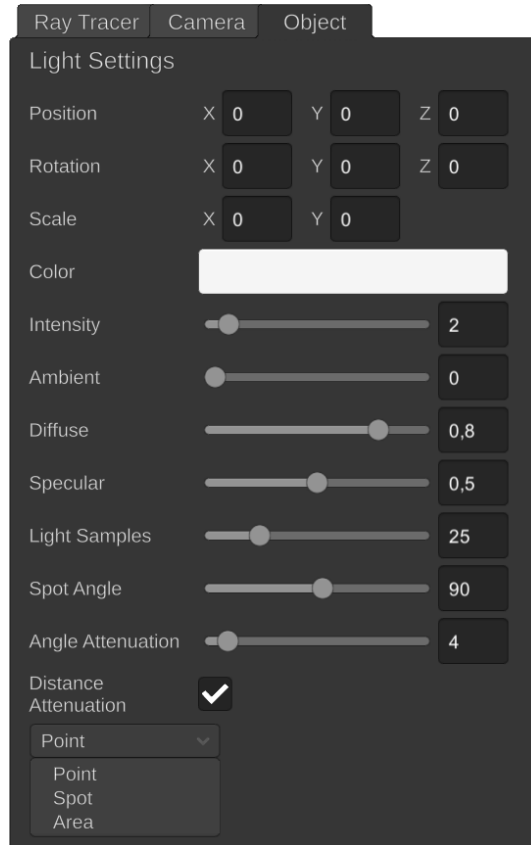 Ray Tracer Camera Object
Light Settings
Position X 0 Y 0 Z 0
Rotation X 0 Y 0 Z 0
Scale X 0 Y 0
Color
Intensity 2
Ambient 0
Diffuse 0,8
Specular 0,5
Light Samples 25
Spot Angle 90
Angle Attenuation 4
Distance
Attenuation
Point
Point
Spot
Area